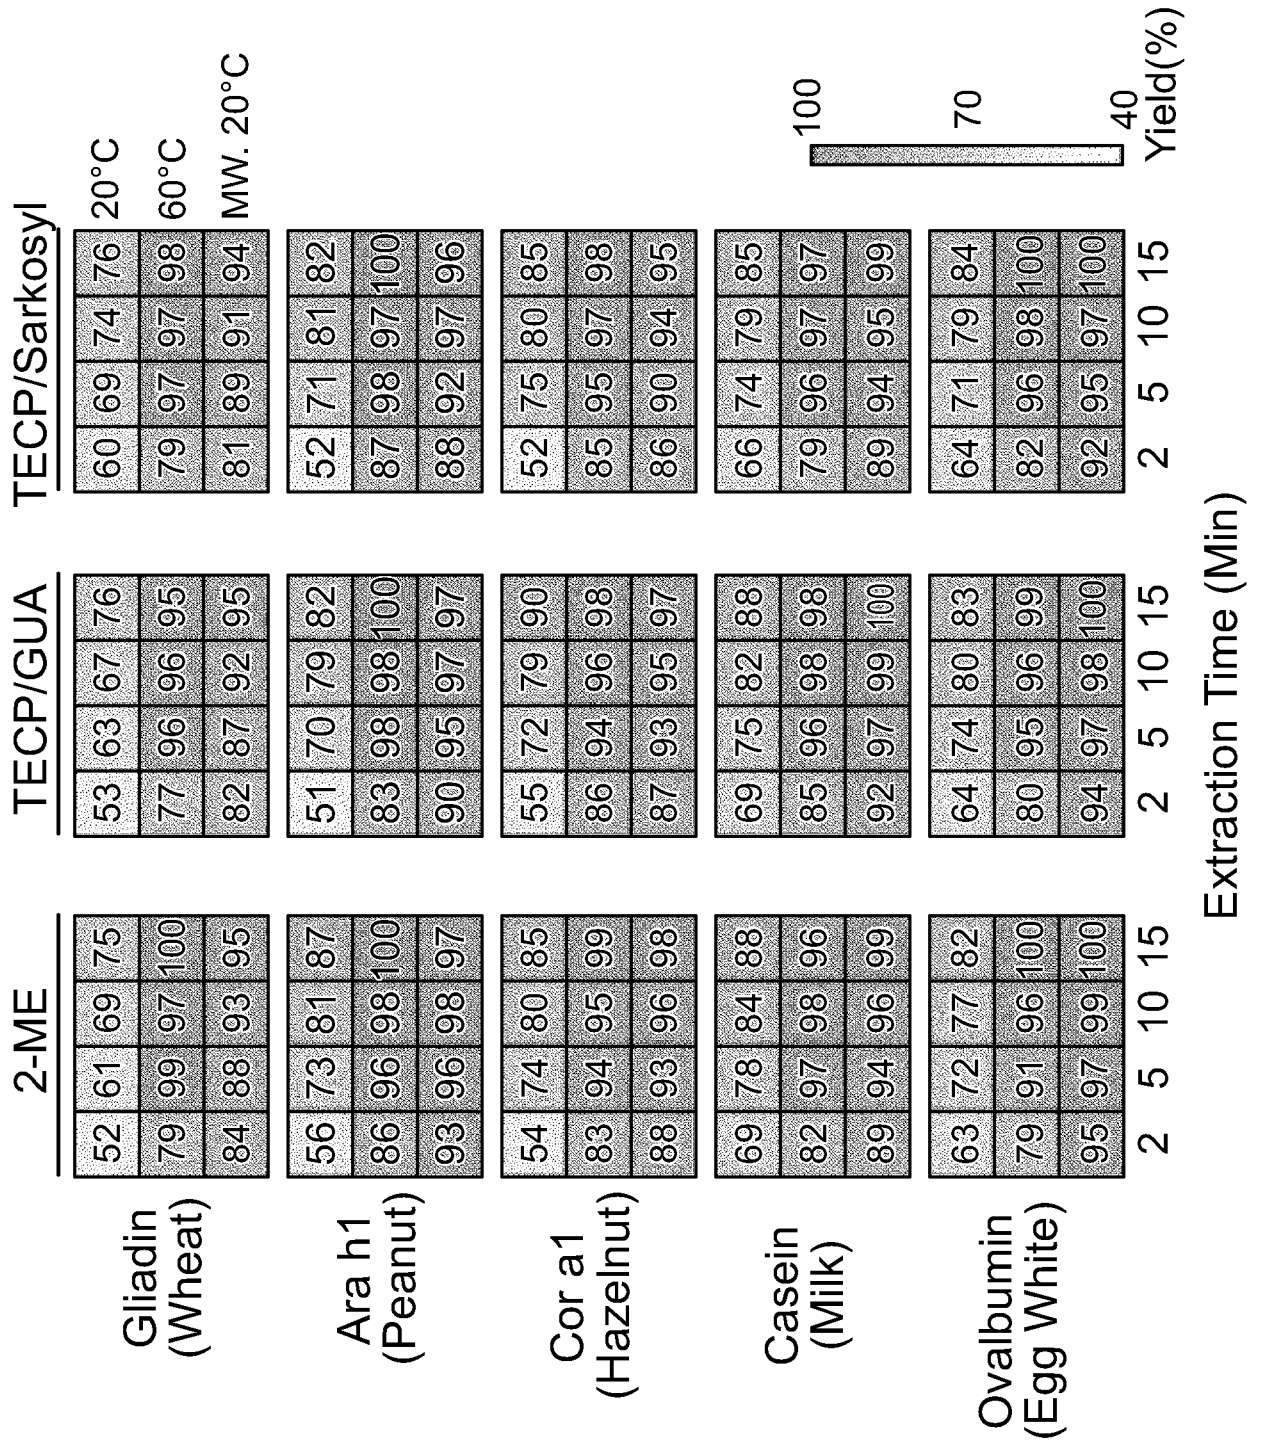 2-ME TECP/GUA TECP/Sarkosyl
Gliadin
(Wheat)
52 61 69 75 53 63 67 76 60 69 74 76 20°C
79 99 97 100 77 96 96 95 79 97 97 98 60°C
84 88 93 95 82 87 92 95 81 89 91 94 MW. 20°C
Ara h1
(Peanut)
56 73 81 87 51 70 79 82 52 71 81 82
86 96 98 100 83 98 98 100 87 98 97 100
93 96 98 97 90 95 97 97 88 92 97 96
Cor a1
(Hazelnut)
54 74 80 85 55 72 79 90 52 75 80 85
83 94 95 99 86 94 96 98 85 95 97 98
88 93 96 98 87 93 95 97 86 90 94 95
Casein
(Milk)
69 78 84 88 69 75 82 88 66 74 79 85
82 97 98 96 85 96 98 98 79 96 97 97
89 94 96 99 92 97 99 100 89 94 95 99
Ovalbumin
(Egg White)
63 72 77 82 64 74 80 83 64 71 79 84
79 91 96 100 80 95 96 99 82 96 98 100
95 97 99 100 94 97 98 100 92 95 97 100
2 5 10 15 2 5 10 15 2 5 10 15
Extraction Time (Min)
100
70
40
Yield(%)